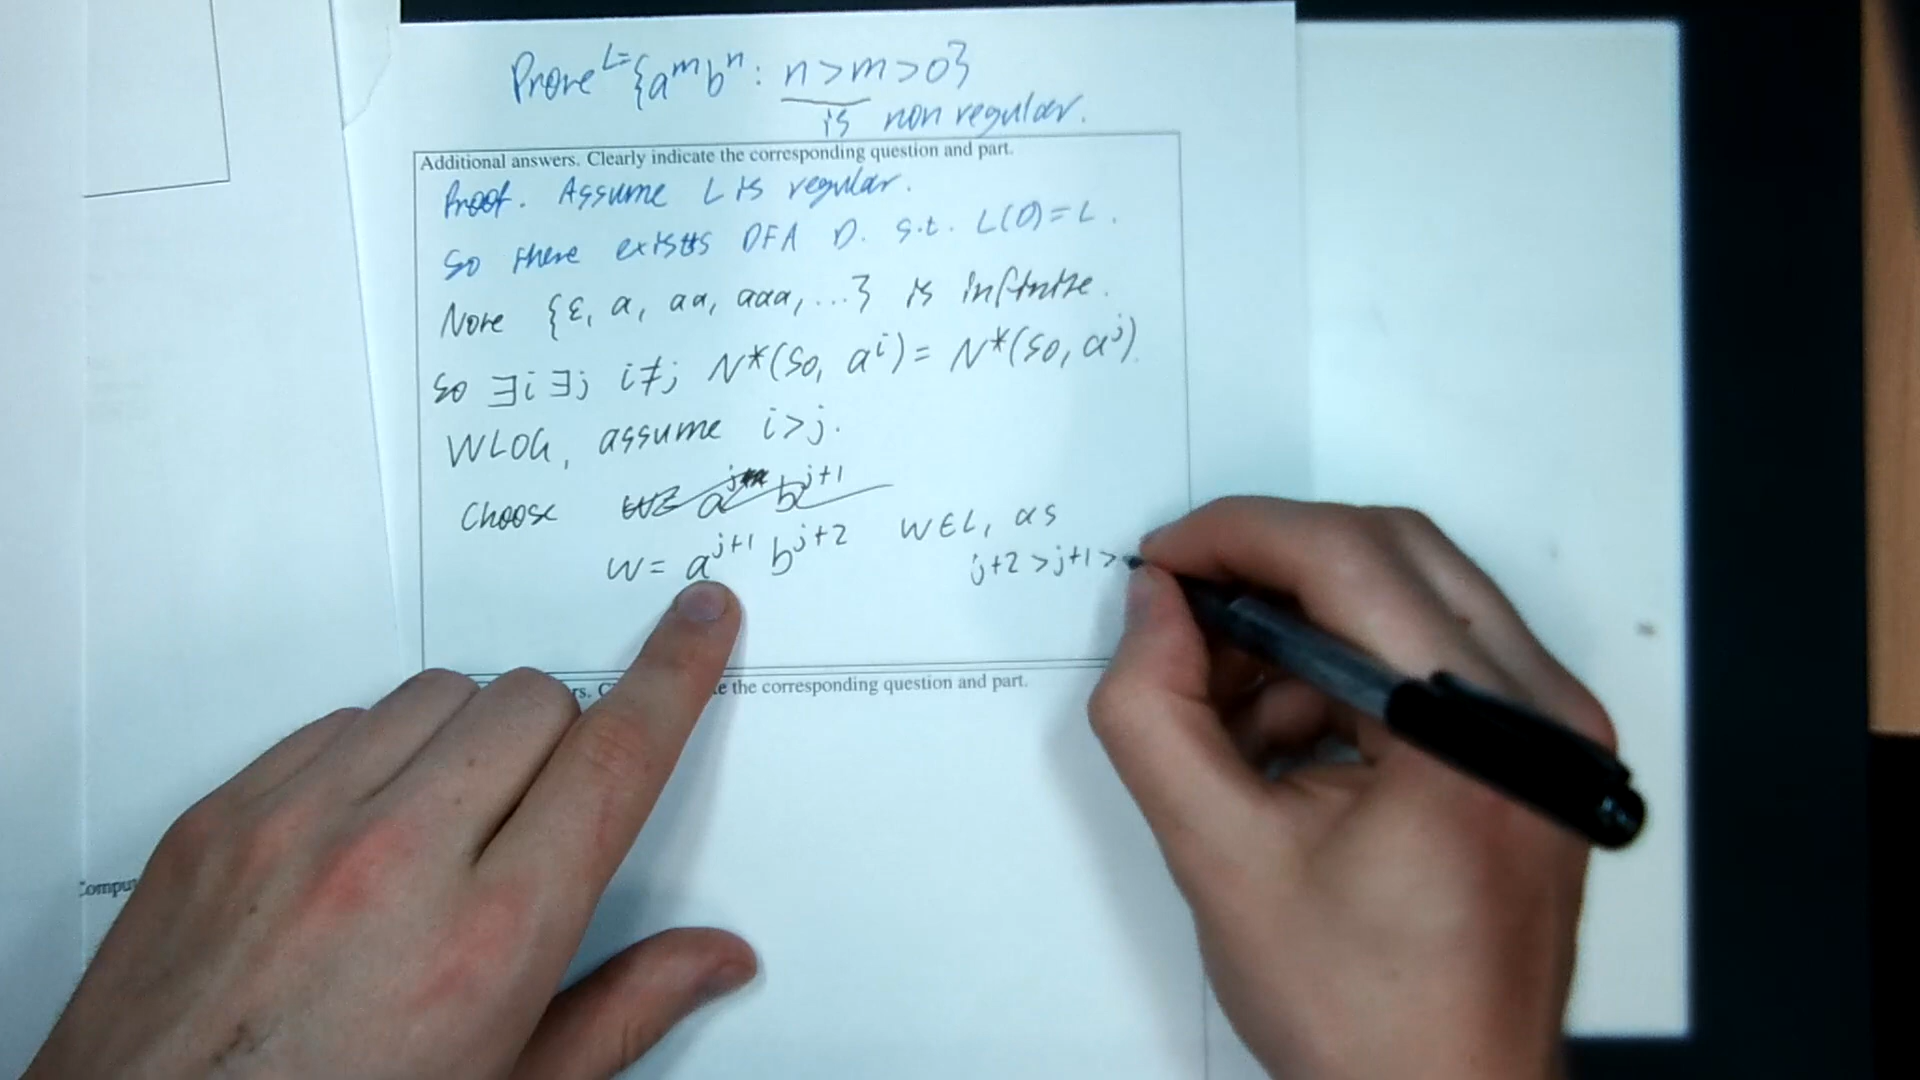 Prove L= {a^m b^n : n>m>0}
is non regular.
Additional answers. Clearly indicate the corresponding question and part.
Proof. Assume L is regular.
So there exists DFA D. s.t. L(D)=L.
Note {ε, a, aa, aaa, ...} is infinite.
So ∃i ∃j i≠j N*(S0, a^i) = N*(S0, a^j)
WLOG, assume i>j.
Choose a^j b^j+1
w= a^j+1 b^j+2 w∈L, as
j+2 >j+1 >
the corresponding question and part.